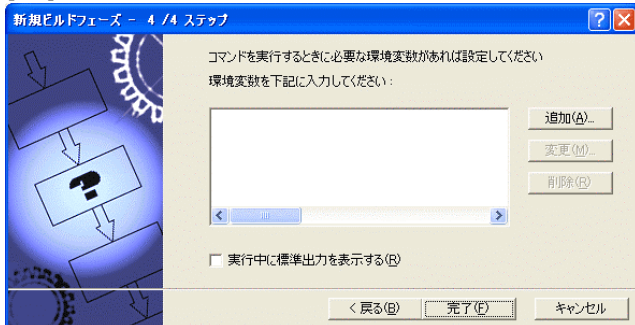 新規ビルドフェーズ - 4 /4 ステップ
コマンドを実行するときに必要な環境変数があれば設定してください
環境変数を下記に入力してください :
追加(A)...
変更(M)...
削除(R)
実行中に標準出力を表示する(R)
< 戻る(B)
完了(F)
キャンセル